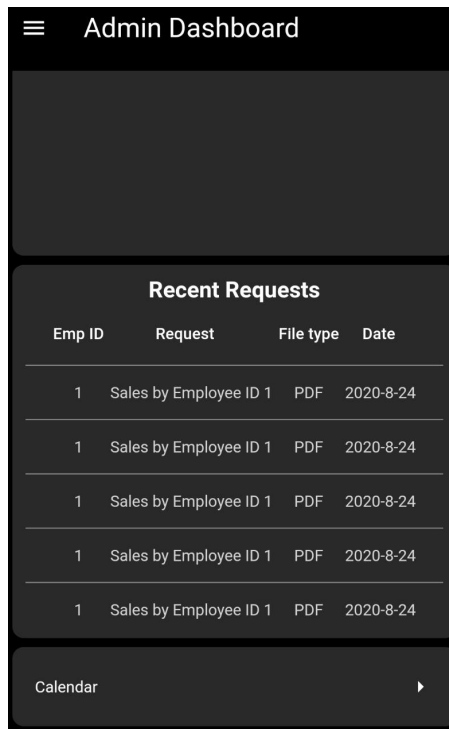 Admin Dashboard
Recent Requests
Emp ID Request File type Date
1 Sales by Employee ID 1 PDF 2020-8-24
1 Sales by Employee ID 1 PDF 2020-8-24
1 Sales by Employee ID 1 PDF 2020-8-24
1 Sales by Employee ID 1 PDF 2020-8-24
1 Sales by Employee ID 1 PDF 2020-8-24
Calendar